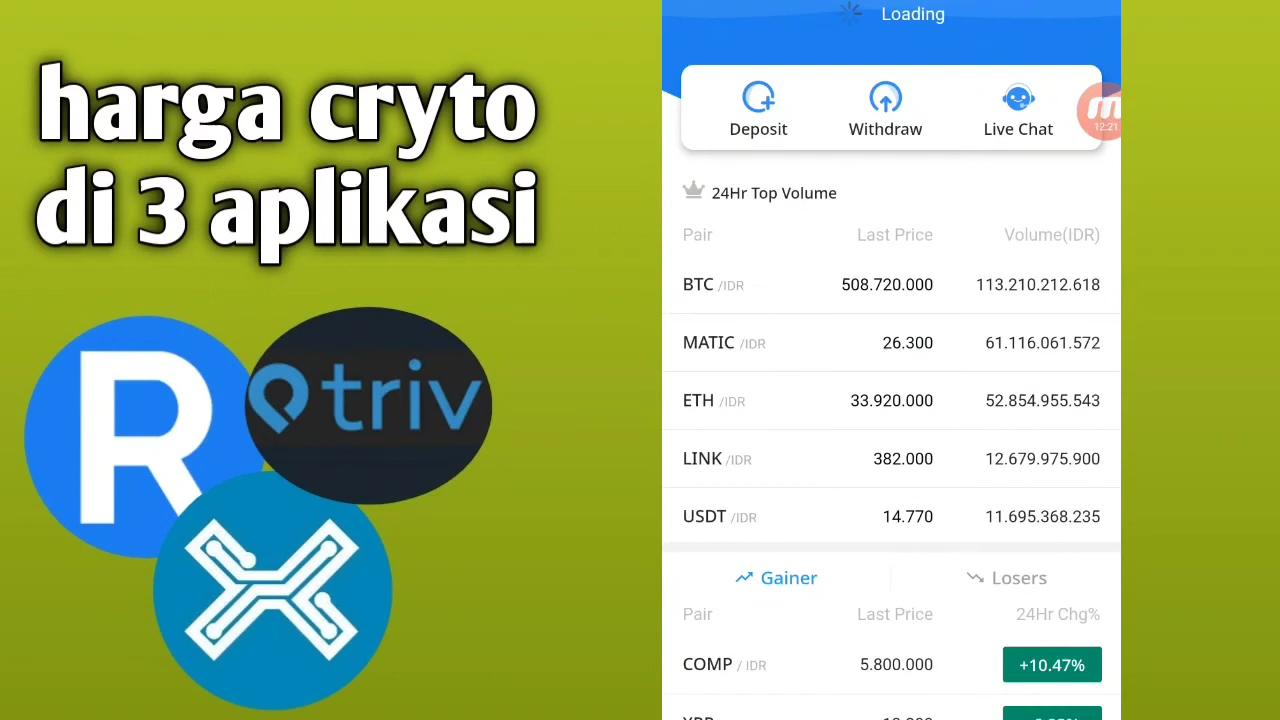 harga cryto
di 3 aplikasi
R
triv
Loading
Deposit
Withdraw
Live Chat
12:21
24Hr Top Volume
Pair Last Price Volume(IDR)
BTC /IDR 508.720.000 113.210.212.618
MATIC /IDR 26.300 61.116.061.572
ETH /IDR 33.920.000 52.854.955.543
LINK /IDR 382.000 12.679.975.900
USDT /IDR 14.770 11.695.368.235
Gainer Losers
Pair Last Price 24Hr Chg%
COMP / IDR 5.800.000 +10.47%